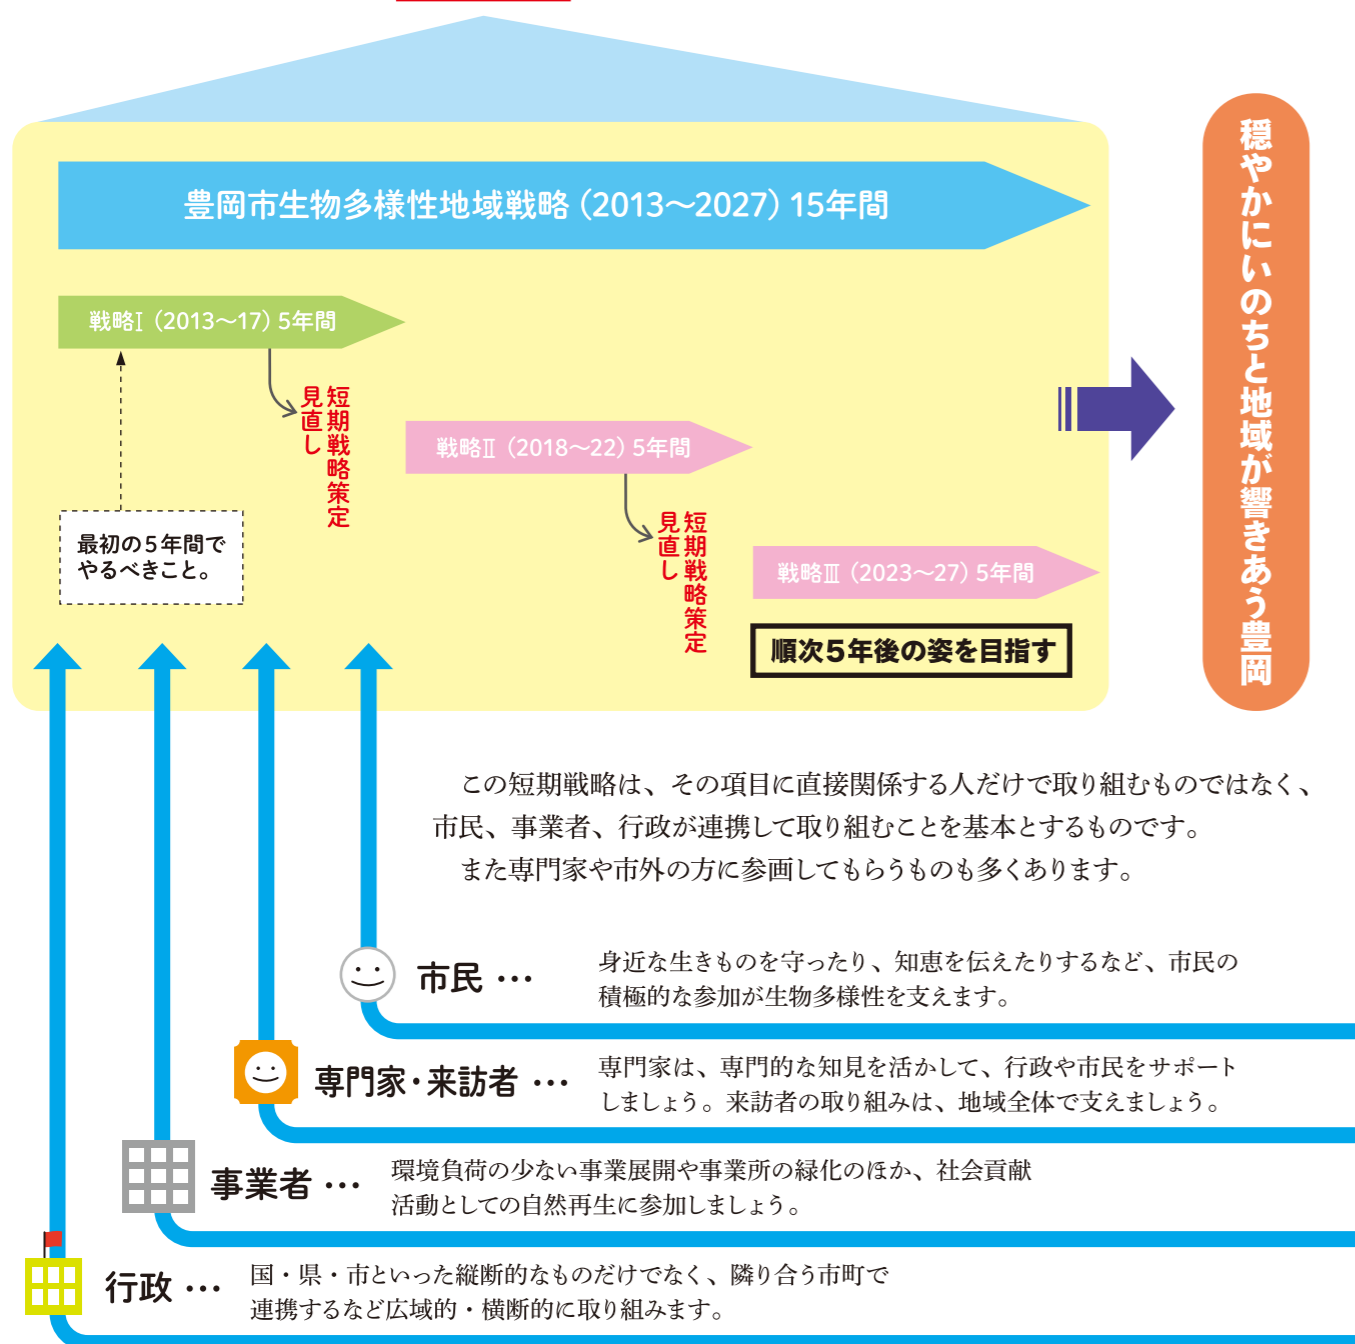 豊岡市生物多様性地域戦略（2013～2027）15年間
戦略Ⅰ（2013～17）5年間
短期戦略策定
見直し
戦略Ⅱ（2018～22）5年間
最初の5年間で
やるべきこと。
短期戦略策定
見直し
戦略Ⅲ（2023～27）5年間
順次5年後の姿を目指す
穏やかにいのちと地域が響きあう豊岡
この短期戦略は、その項目に直接関係する人だけで取り組むものではなく、
市民、事業者、行政が連携して取り組むことを基本とするものです。
また専門家や市外の方に参画してもらうものも多くあります。
市民 …
身近な生きものを守ったり、知恵を伝えたりするなど、市民の
積極的な参加が生物多様性を支えます。
専門家・来訪者 …
専門家は、専門的な知見を活かして、行政や市民をサポート
しましょう。来訪者の取り組みは、地域全体で支えましょう。
事業者 …
環境負荷の少ない事業展開や事業所の緑化のほか、社会貢献
活動としての自然再生に参加しましょう。
行政 …
国・県・市といった縦断的なものだけでなく、隣り合う市町で
連携するなど広域的・横断的に取り組みます。